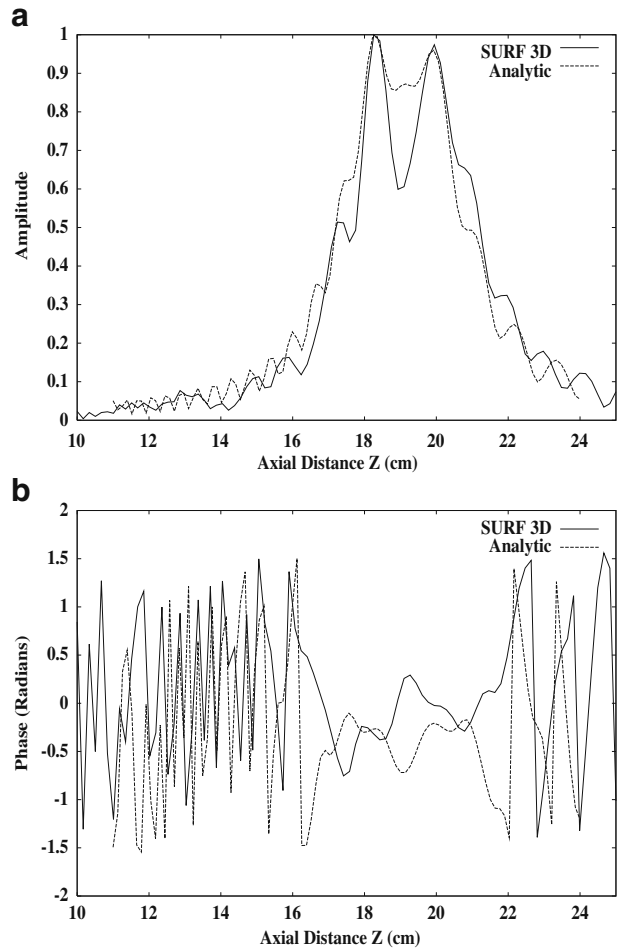 a
1
0.9
0.8
0.7
0.6
0.5
0.4
0.3
0.2
0.1
0
Amplitude
SURF 3D
Analytic
10 12 14 16 18 20 22 24
Axial Distance Z (cm)
b
2
1.5
1
0.5
0
-0.5
-1
-1.5
-2
Phase (Radians)
SURF 3D
Analytic
10 12 14 16 18 20 22 24
Axial Distance Z (cm)